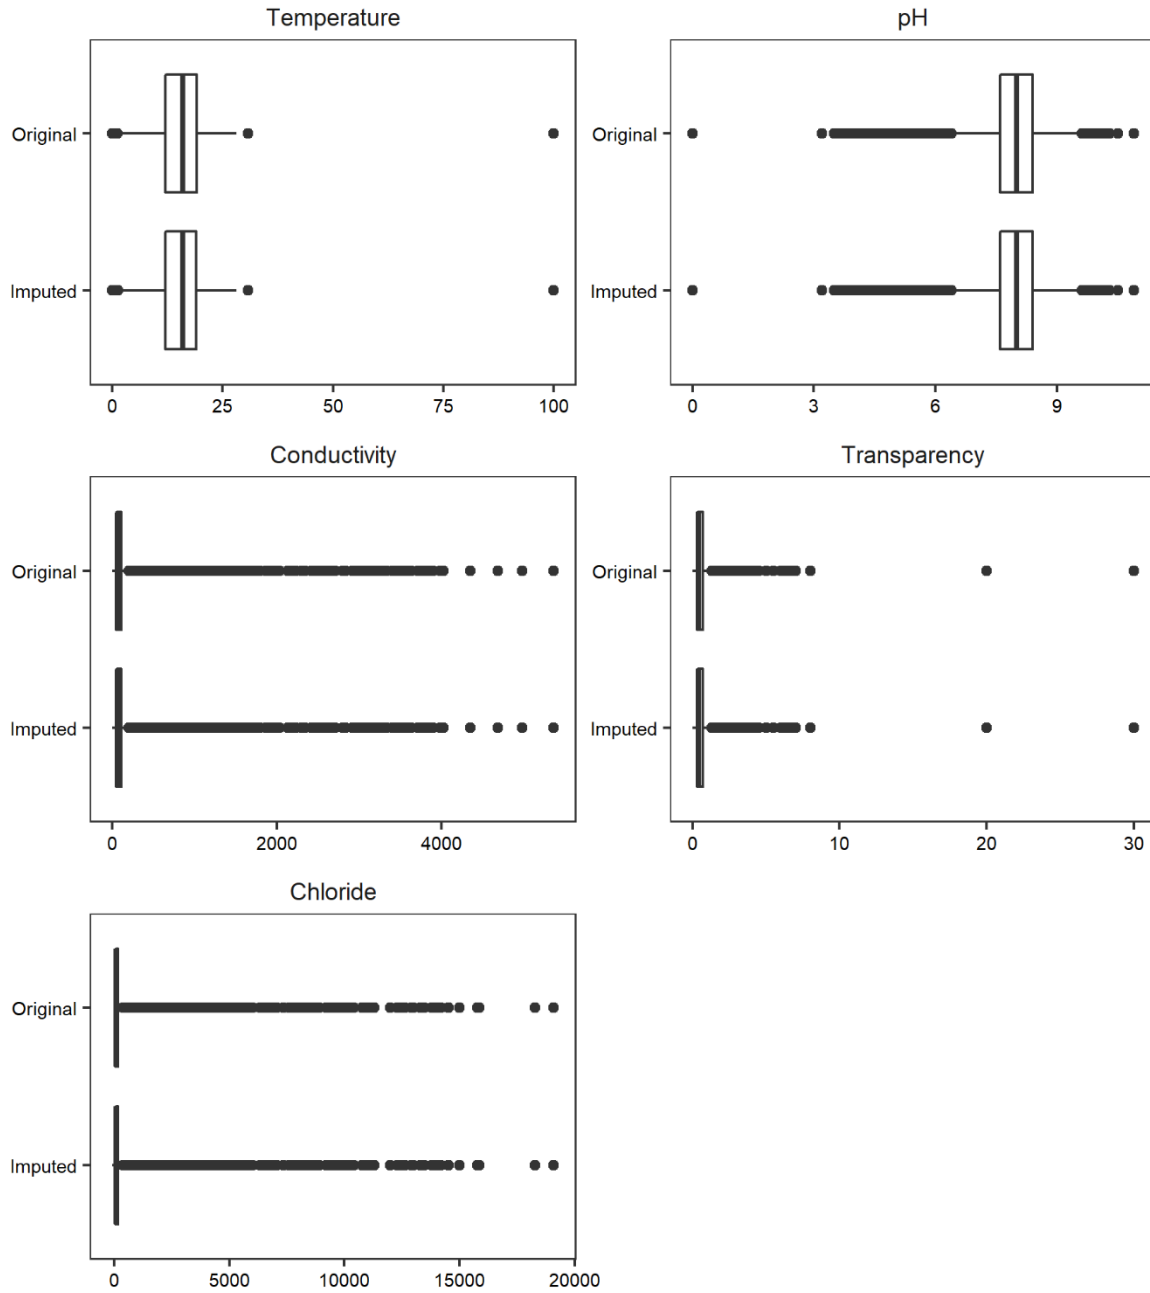 Temperature
Original
Imputed
0 25 50 75 100
pH
Original
Imputed
0 3 6 9
Conductivity
Original
Imputed
0 2000 4000
Transparency
Original
Imputed
0 10 20 30
Chloride
Original
Imputed
0 5000 10000 15000 20000